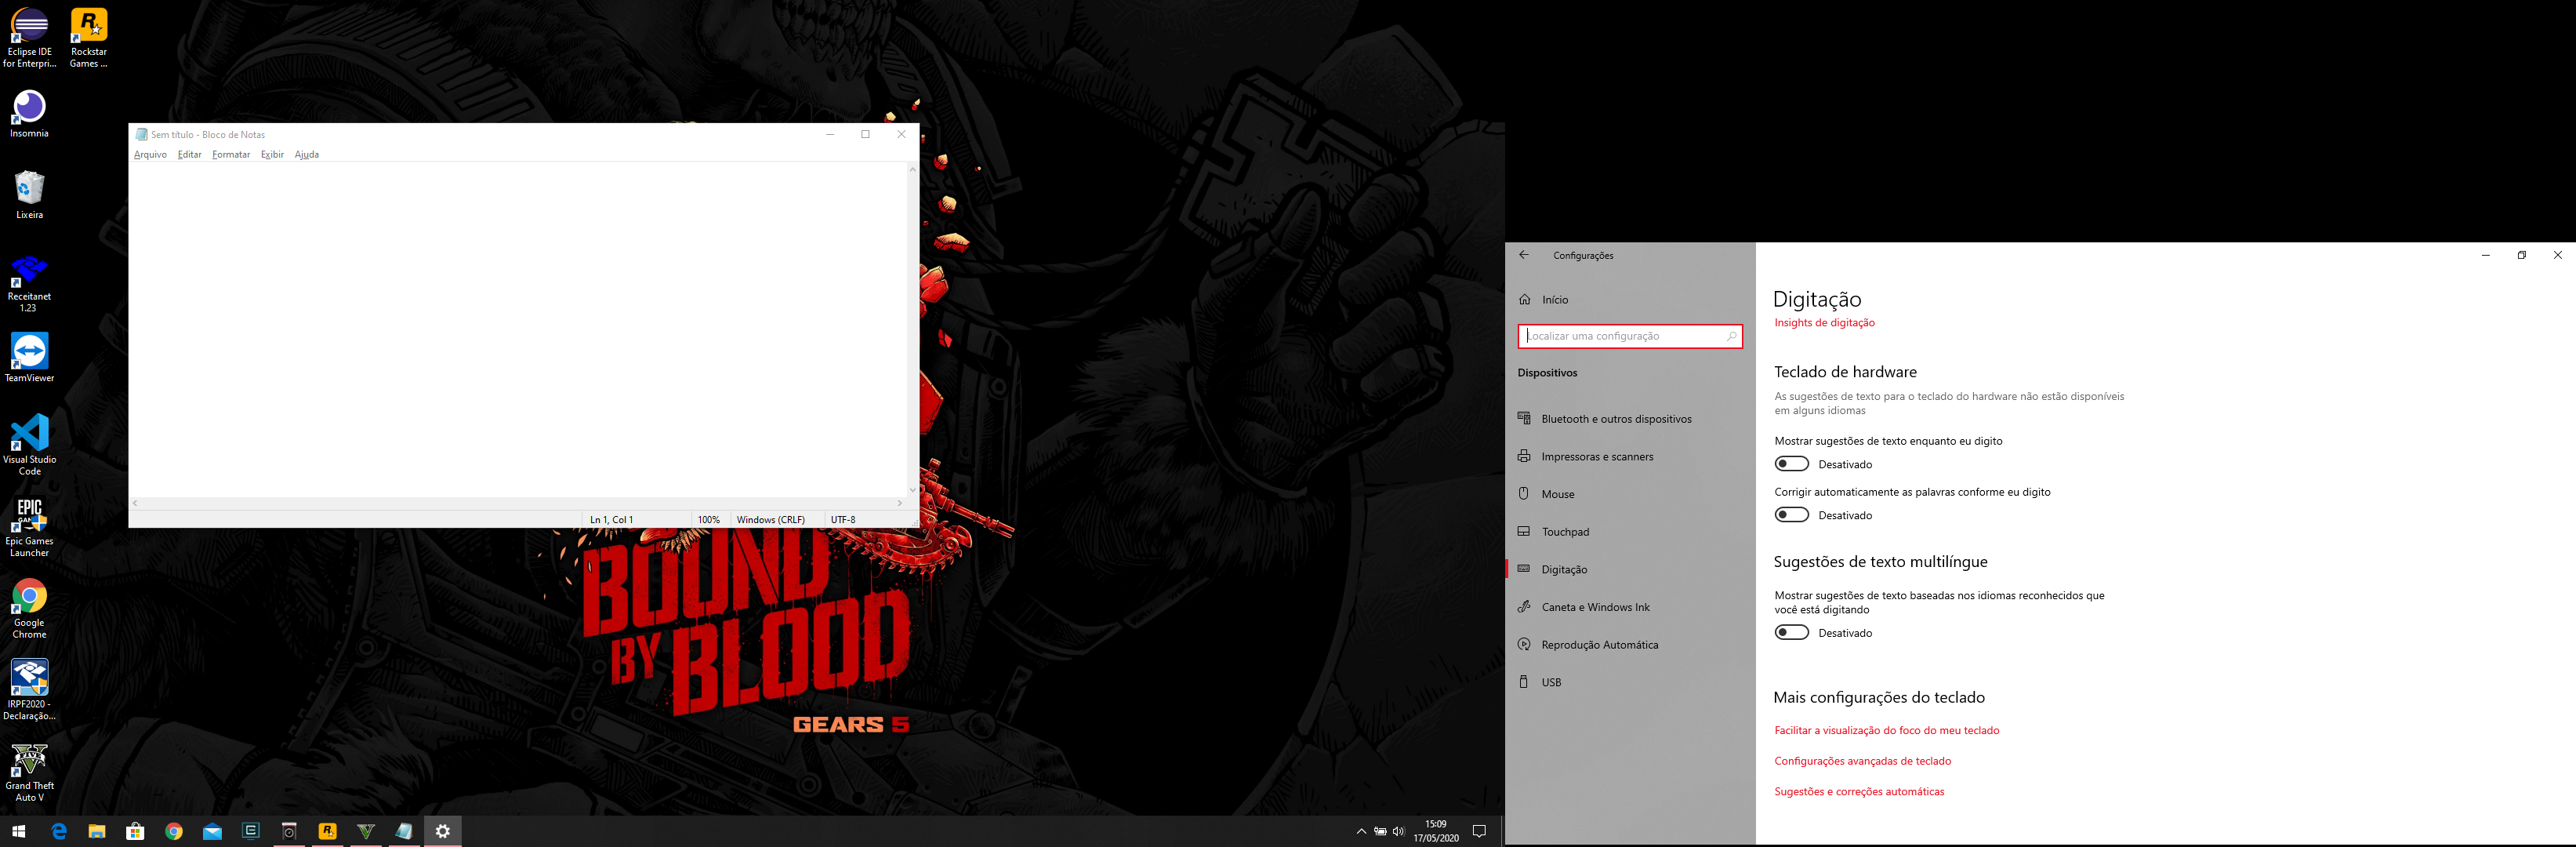 Eclipse IDE
for Enterpri...
Rockstar
Games ...
Insomnia
Lixeira
Receitanet
1.23
TeamViewer
Visual Studio
Code
EPIC
GAMES
Epic Games
Launcher
Google
Chrome
IRPF2020 -
Declaração...
Grand Theft
Auto V
Sem título - Bloco de Notas
Arquivo Editar Formatar Exibir Ajuda
Ln 1, Col 1 100% Windows (CRLF) UTF-8
BOUND
BY BLOOD
GEARS 5
15:09
17/05/2020
Configurações
Início
Localizar uma configuração
Dispositivos
Bluetooth e outros dispositivos
Impressoras e scanners
Mouse
Touchpad
Digitação
Caneta e Windows Ink
Reprodução Automática
USB
Digitação
Insights de digitação
Teclado de hardware
As sugestões de texto para o teclado do hardware não estão disponíveis
em alguns idiomas
Mostrar sugestões de texto enquanto eu digito
Desativado
Corrigir automaticamente as palavras conforme eu digito
Desativado
Sugestões de texto multilíngue
Mostrar sugestões de texto baseadas nos idiomas reconhecidos que
você está digitando
Desativado
Mais configurações do teclado
Facilitar a visualização do foco do meu teclado
Configurações avançadas de teclado
Sugestões e correções automáticas